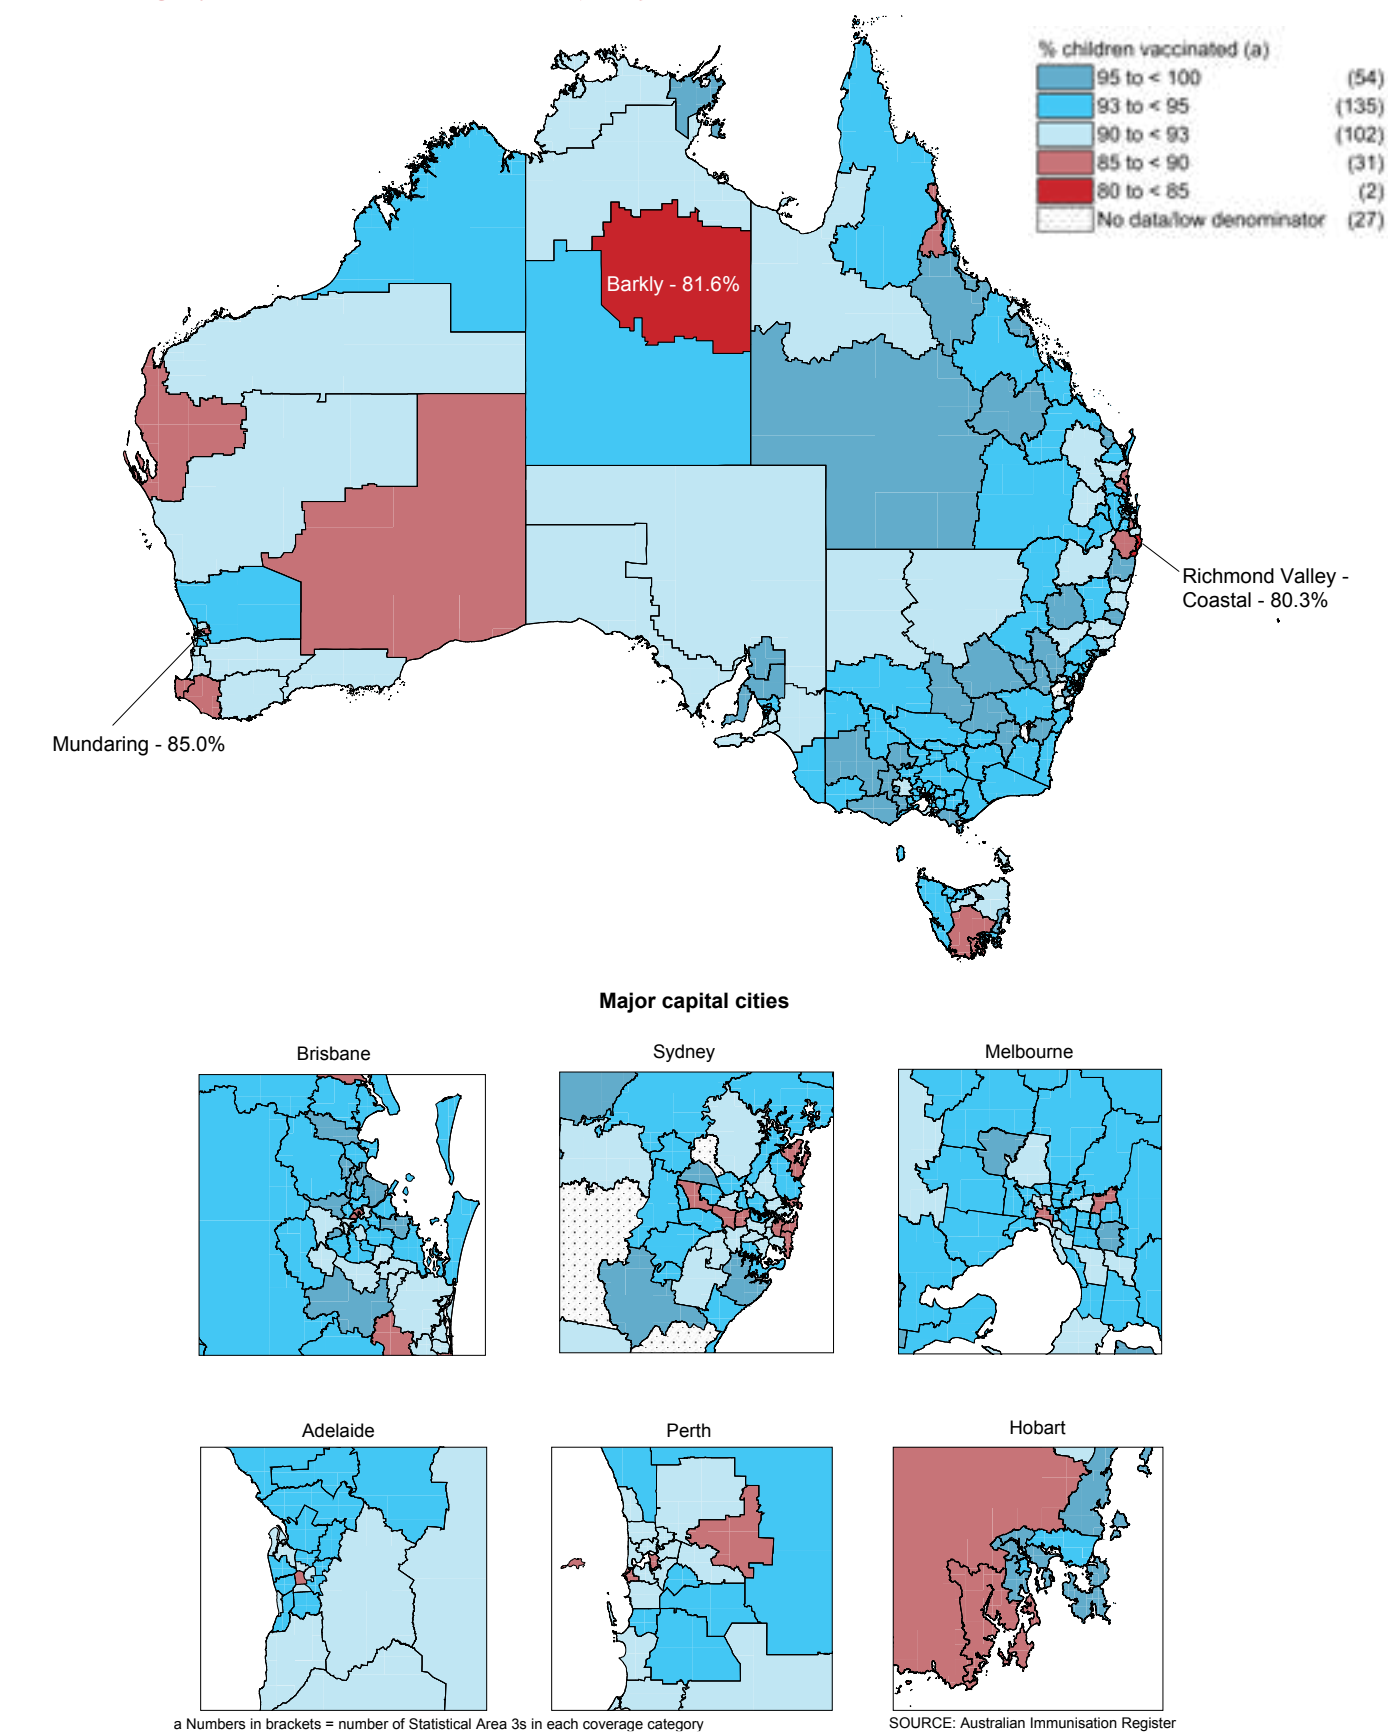 % children vaccinated (a)
95 to < 100 (54)
93 to < 95 (135)
90 to < 93 (102)
85 to < 90 (31)
80 to < 85 (2)
No data/low denominator (27)
Barkly - 81.6%
Richmond Valley -
Coastal - 80.3%
Mundaring - 85.0%
Major capital cities
Brisbane
Sydney
Melbourne
Adelaide
Perth
Hobart
a Numbers in brackets = number of Statistical Area 3s in each coverage category
SOURCE: Australian Immunisation Register